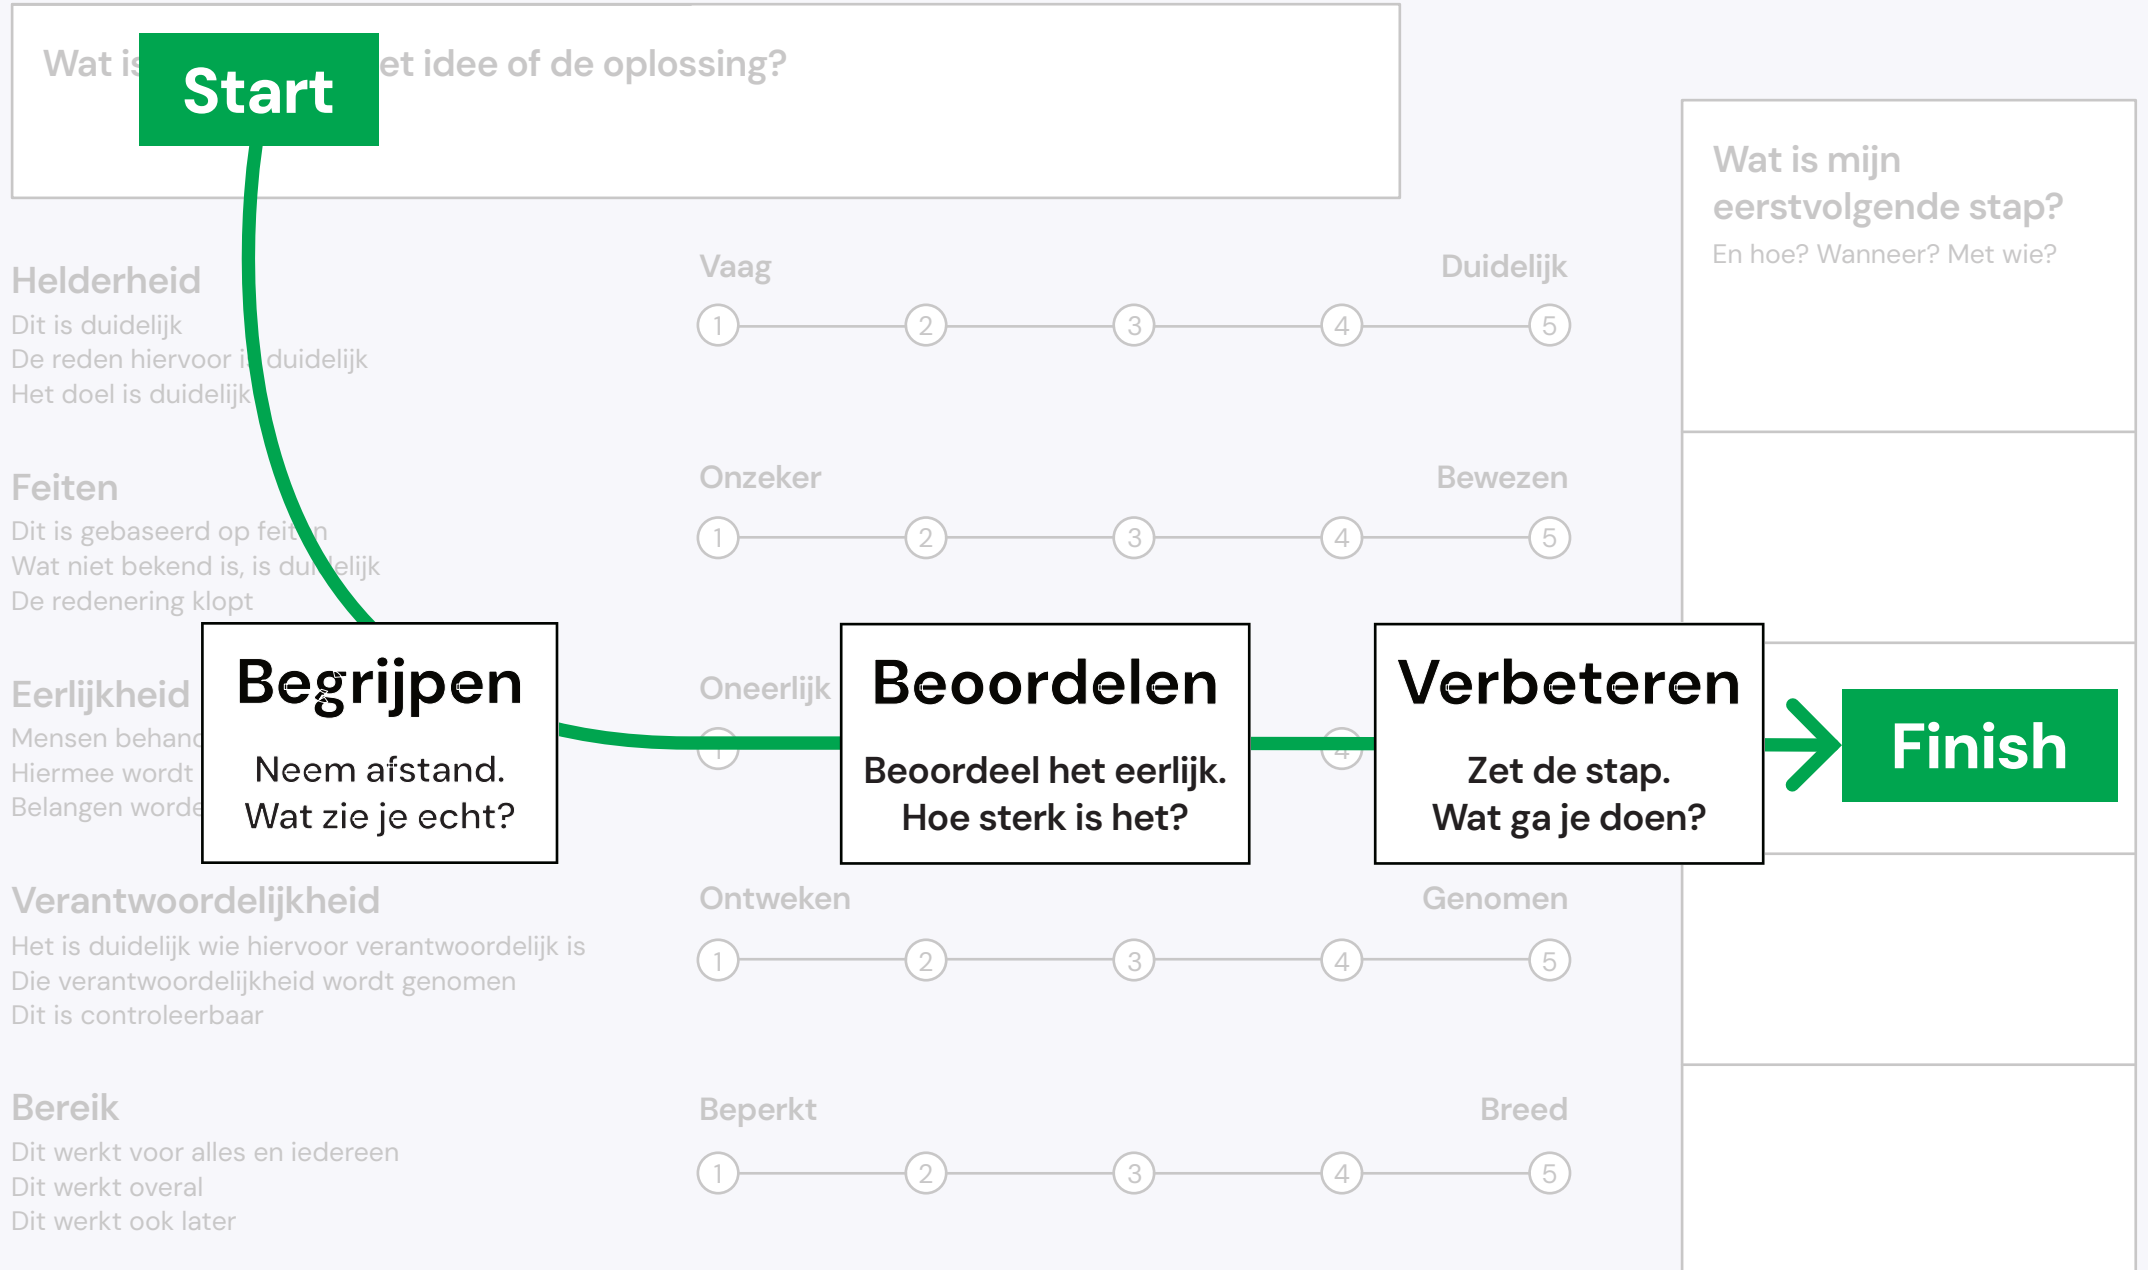 Wat is
et idee of de oplossing?
Start
Wat is mijn
eerstvolgende stap?
En hoe? Wanneer? Met wie?
Helderheid
Dit is duidelijk
De reden hiervoor is duidelijk
Het doel is duidelijk
Vaag
Duidelijk
1
2
3
4
5
Feiten
Dit is gebaseerd op feiten
Wat niet bekend is, is duidelijk
De redenering klopt
Onzeker
Bewezen
1
2
3
4
5
Eerlijkheid
Mensen
Hiermee wordt
Belangen
Oneerlijk
1
4
Begrijpen
Neem afstand.
Wat zie je echt?
Beoordelen
Beoordeel het eerlijk.
Hoe sterk is het?
Verbeteren
Zet de stap.
Wat ga je doen?
Finish
Verantwoordelijkheid
Het is duidelijk wie hiervoor verantwoordelijk is
Die verantwoordelijkheid wordt genomen
Dit is controleerbaar
Ontweken
Genomen
1
2
3
4
5
Bereik
Dit werkt voor alles en iedereen
Dit werkt overal
Dit werkt ook later
Beperkt
Breed
1
2
3
4
5